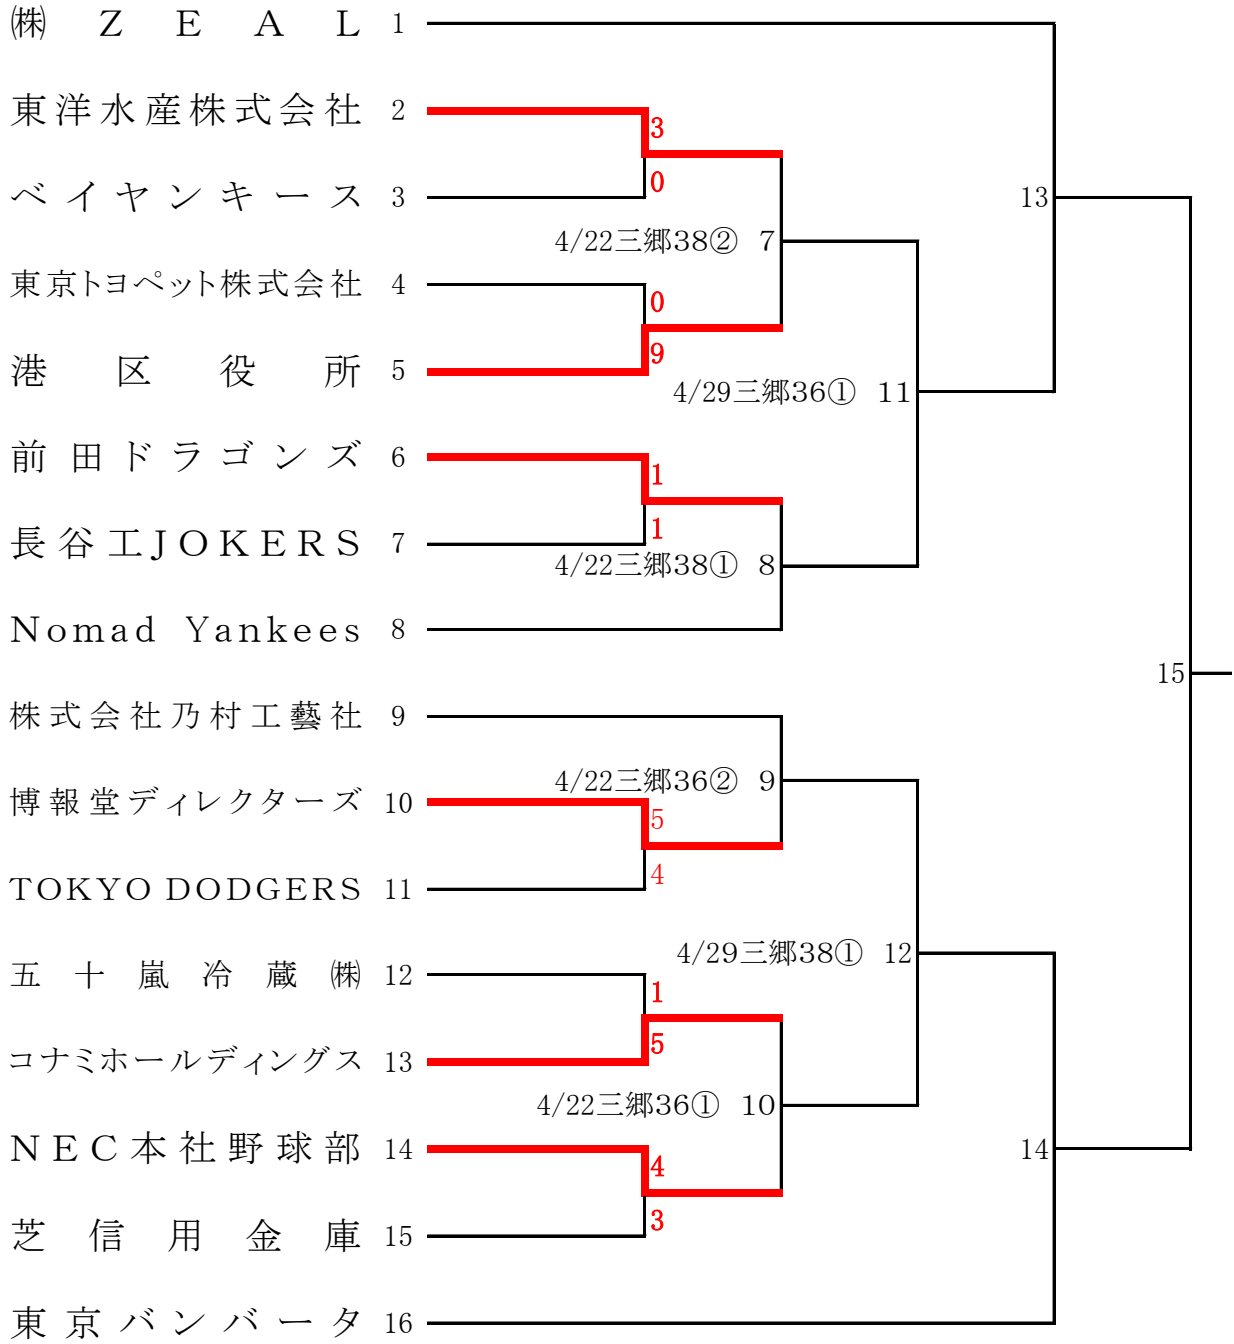 ㈱ZEAL 1
東洋水産株式会社 2
3
ベイヤンキース 3
0
13
4/22三郷38② 7
東京トヨペット株式会社 4
0
港区役所 5
9
4/29三郷36① 11
前田ドラゴンズ 6
1
長谷工JOKERS 7
1
4/22三郷38① 8
Nomad Yankees 8
15
株式会社乃村工藝社 9
4/22三郷36② 9
博報堂ディレクターズ 10
5
4
TOKYO DODGERS 11
4/29三郷38① 12
五十嵐冷蔵㈱ 12
1
5
コナミホールディングス 13
4/22三郷36① 10
NEC本社野球部 14
4
14
3
芝信用金庫 15
東京バンバータ 16